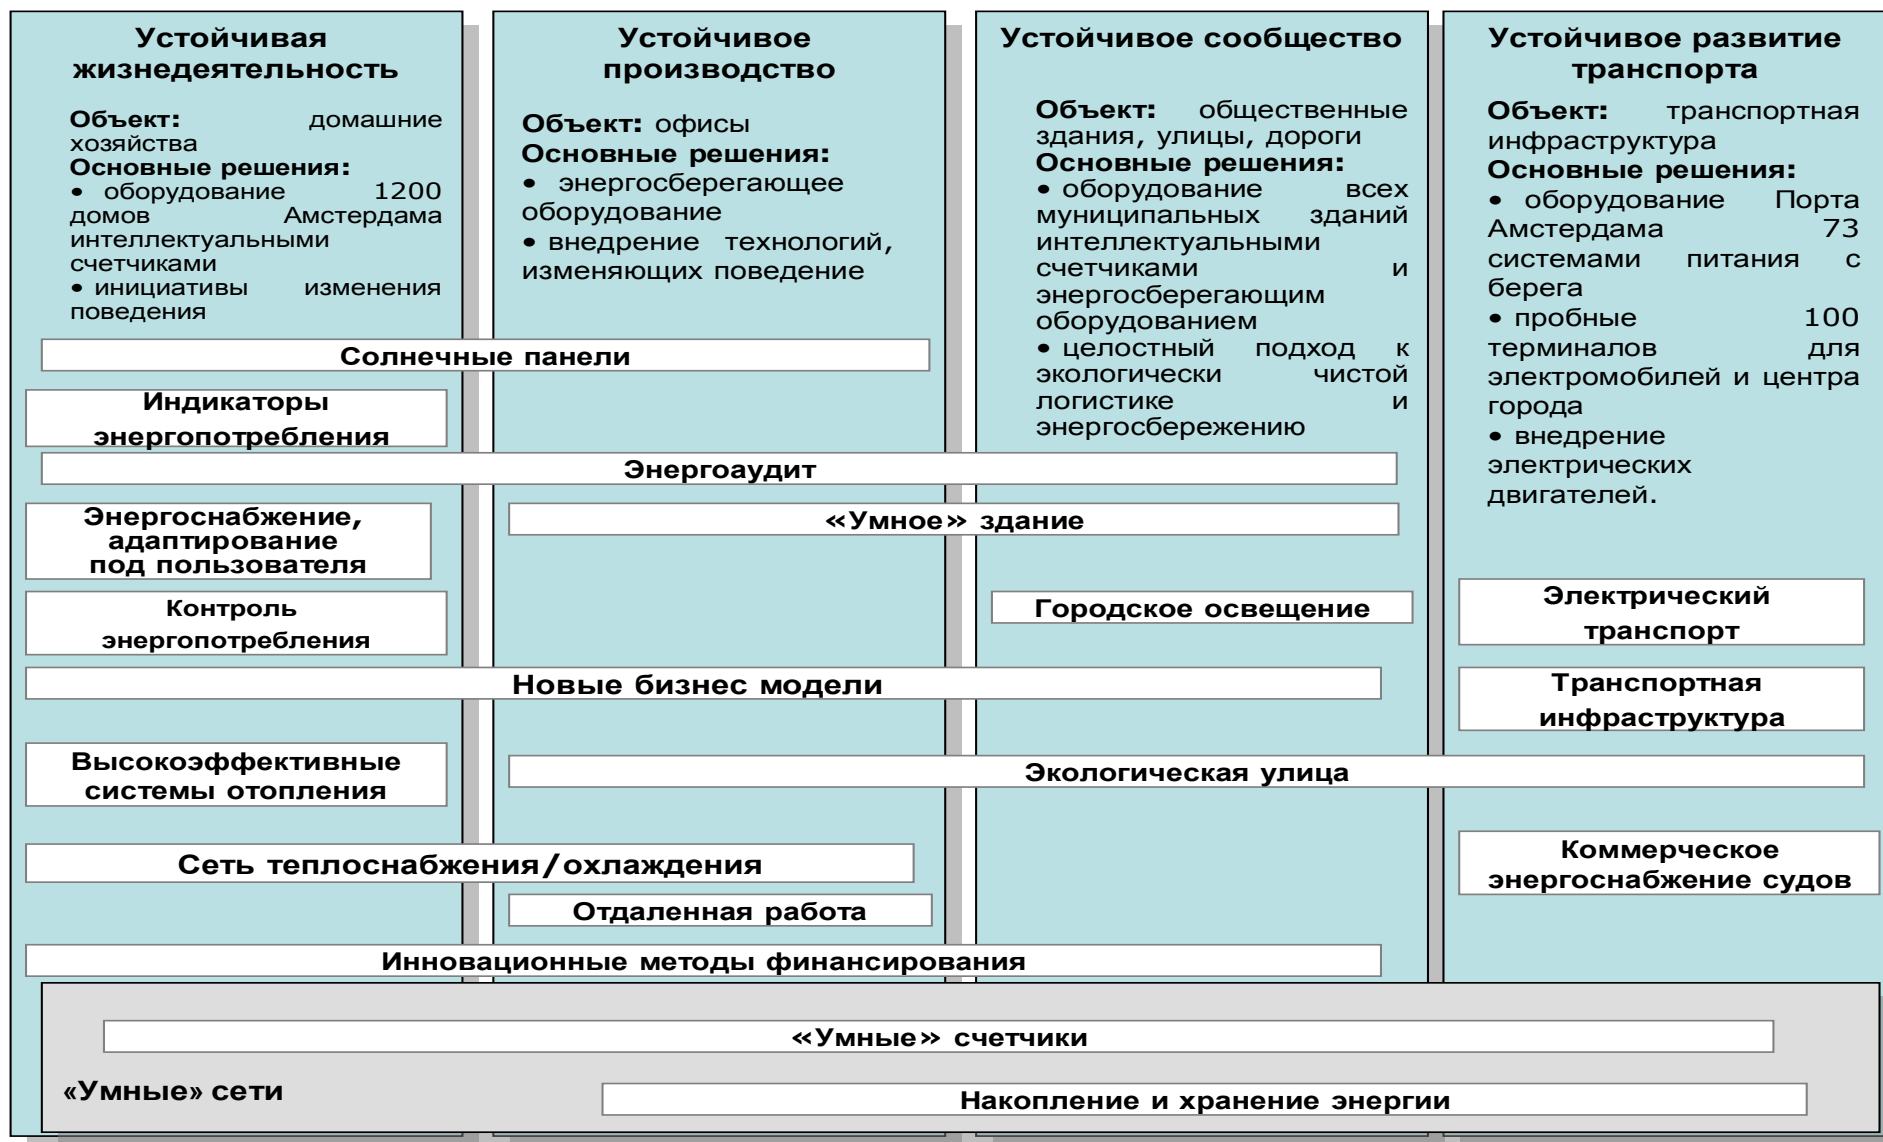 Устойчивая
жизнедеятельность
Объект: домашние
хозяйства
Основные решения:
• оборудование 1200
домов Амстердама
интеллектуальными
счетчиками
• инициативы изменения
поведения
Устойчивое
производство
Объект: офисы
Основные решения:
• энергосберегающее
оборудование
• внедрение технологий,
изменяющих поведение
Устойчивое сообщество
Объект: общественные
здания, улицы, дороги
Основные решения:
• оборудование всех
муниципальных зданий
интеллектуальными
счетчиками и
энергосберегающим
оборудованием
• целостный подход к
экологически чистой
логистике и
энергосбережению
Устойчивое развитие
транспорта
Объект: транспортная
инфраструктура
Основные решения:
• оборудование Порта
Амстердама 73
системами питания с
берега
• пробные 100
терминалов для
электромобилей и центра
города
• внедрение
электрических
двигателей.
Солнечные панели
Индикаторы
энергопотребления
Энергоаудит
Энергоснабжение,
адаптирование
под пользователя
«Умное» здание
Контроль
энергопотребления
Городское освещение
Электрический
транспорт
Новые бизнес модели
Транспортная
инфраструктура
Высокоэффективные
системы отопления
Экологическая улица
Сеть теплоснабжения/охлаждения
Коммерческое
энергоснабжение судов
Отдаленная работа
Инновационные методы финансирования
«Умные» счетчики
«Умные» сети
Накопление и хранение энергии